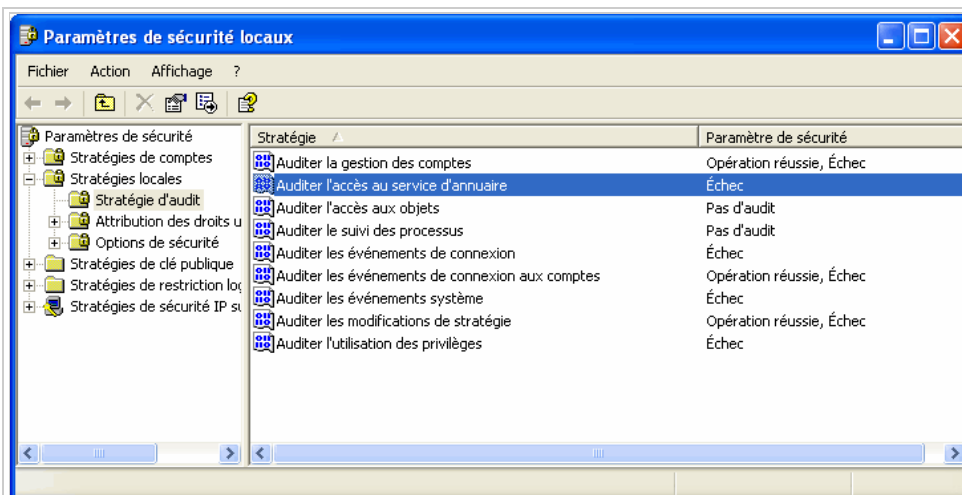 Paramètres de sécurité locaux
Fichier Action Affichage ?
Paramètres de sécurité
Stratégies de comptes
Stratégies locales
Stratégie d'audit
Attribution des droits u
Options de sécurité
Stratégies de clé publique
Stratégies de restriction log
Stratégies de sécurité IP su
Stratégie Paramètre de sécurité
Auditer la gestion des comptes Opération réussie, Échec
Auditer l'accès au service d'annuaire Échec
Auditer l'accès aux objets Pas d'audit
Auditer le suivi des processus Pas d'audit
Auditer les événements de connexion Échec
Auditer les événements de connexion aux comptes Opération réussie, Échec
Auditer les événements système Échec
Auditer les modifications de stratégie Opération réussie, Échec
Auditer l'utilisation des privilèges Échec